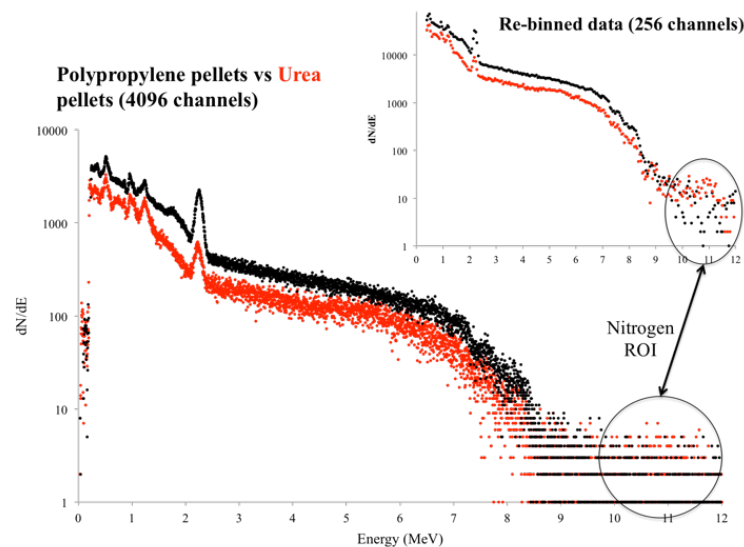 Re-binned data (256 channels)
Polypropylene pellets vs Urea
pellets (4096 channels)
10000
1000
100
10
1
dN/dE
0 1 2 3 4 5 6 7 8 9 10 11 12
10000
1000
100
10
1
dN/dE
0 1 2 3 4 5 6 7 8 9 10 11 12
Energy (MeV)
Nitrogen
ROI